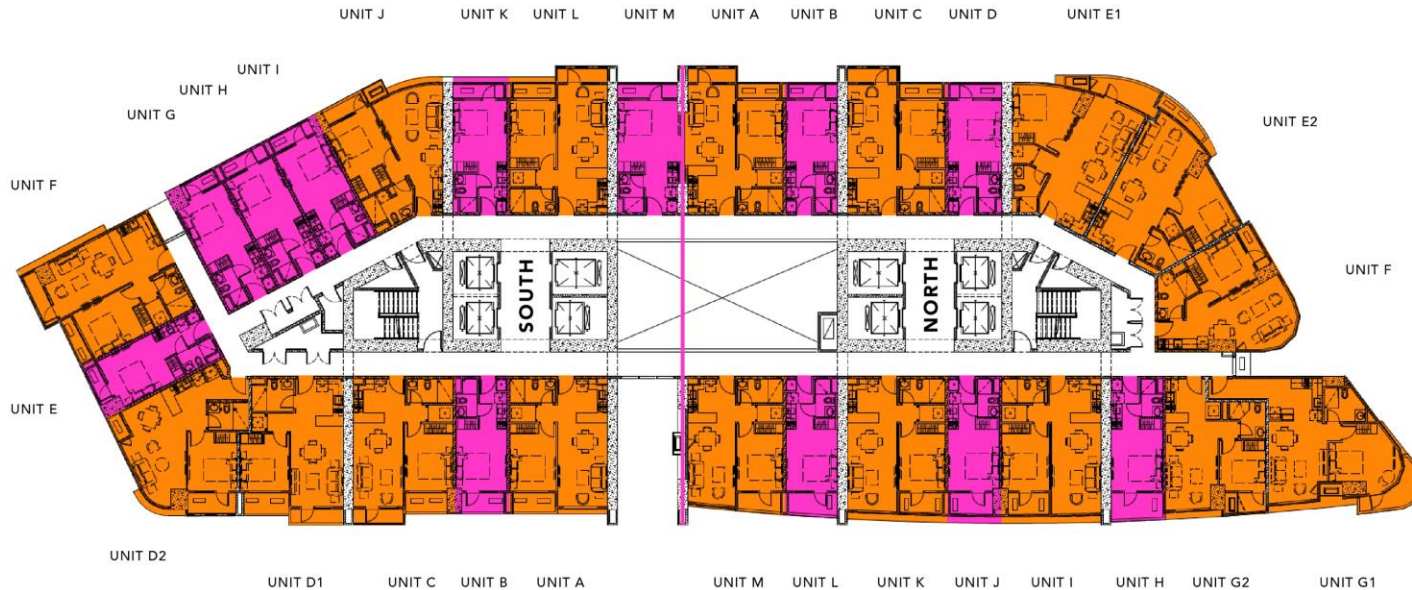 UNIT J
UNIT K
UNIT L
UNIT M
UNIT A
UNIT B
UNIT C
UNIT D
UNIT E1
UNIT I
UNIT H
UNIT G
UNIT E2
UNIT F
UNIT F
SOUTH
NORTH
UNIT E
UNIT D2
UNIT D1
UNIT C
UNIT B
UNIT A
UNIT M
UNIT L
UNIT K
UNIT J
UNIT I
UNIT H
UNIT G2
UNIT G1